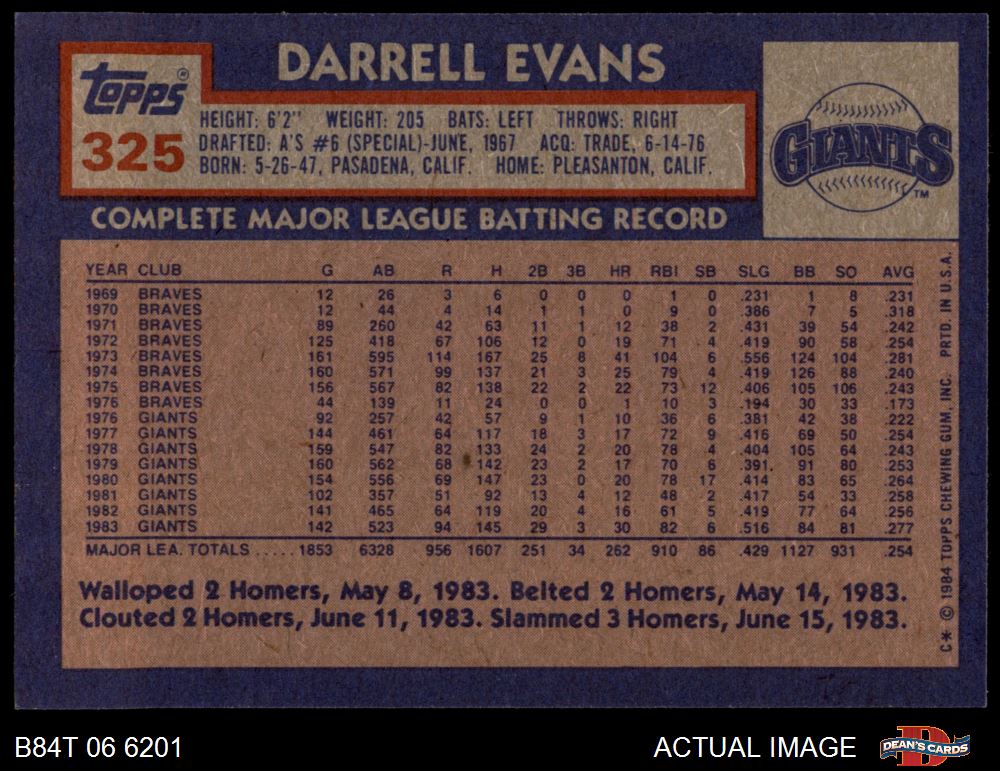 DARRELL EVANS
Topps®
325
HEIGHT: 6'2" WEIGHT: 205 BATS: LEFT THROWS: RIGHT
DRAFTED: A'S #6 (SPECIAL)-JUNE, 1967 ACQ: TRADE, 6-14-76
BORN: 5-26-47, PASADENA, CALIF. HOME: PLEASANTON, CALIF.
GIANTS
TM
COMPLETE MAJOR LEAGUE BATTING RECORD
YEAR CLUB G AB R H 2B 3B HR RBI SB SLG BB SO AVG
1969 BRAVES 12 26 3 6 0 0 0 1 0 .231 1 8 .231
1970 BRAVES 12 44 4 14 1 1 0 9 0 .386 7 5 .318
1971 BRAVES 89 260 42 63 11 1 12 38 2 .431 39 54 .242
1972 BRAVES 125 418 67 106 12 0 19 71 4 .419 90 58 .254
1973 BRAVES 161 595 114 167 25 8 41 104 6 .556 124 104 .281
1974 BRAVES 160 571 99 137 21 3 25 79 4 .419 126 88 .240
1975 BRAVES 156 567 82 138 22 2 22 73 12 .406 105 106 .243
1976 BRAVES 44 139 11 24 0 0 1 10 3 .194 30 33 .173
1976 GIANTS 92 257 42 57 9 1 10 36 6 .381 42 38 .222
1977 GIANTS 144 461 64 117 18 3 17 72 9 .416 69 50 .254
1978 GIANTS 159 547 82 133 24 2 20 78 4 .404 105 64 .243
1979 GIANTS 160 562 68 142 23 2 17 70 6 .391. 91 80 .253
1980 GIANTS 154 556 69 147 23 0 20 78 17 .414 83 65 .264
1981 GIANTS 102 357 51 92 13 4 12 48 2 .417 54 33 .258
1982 GIANTS 141 465 64 119 20 4 16 61 5 .419 77 64 .256
1983 GIANTS 142 523 94 145 29 3 30 82 6 .516 84 81 .277
MAJOR LEA. TOTALS ..... 1853 6328 956 1607 251 34 262 910 86 .429 1127 931 .254
Walloped 2 Homers, May 8, 1983. Belted 2 Homers, May 14, 1983.
Clouted 2 Homers, June 11, 1983. Slammed 3 Homers, June 15, 1983.
C* © 1984 TOPPS CHEWING GUM, INC. PRTD. IN U.S.A.
B84T 06 6201
ACTUAL IMAGE
DEAN'S CARDS